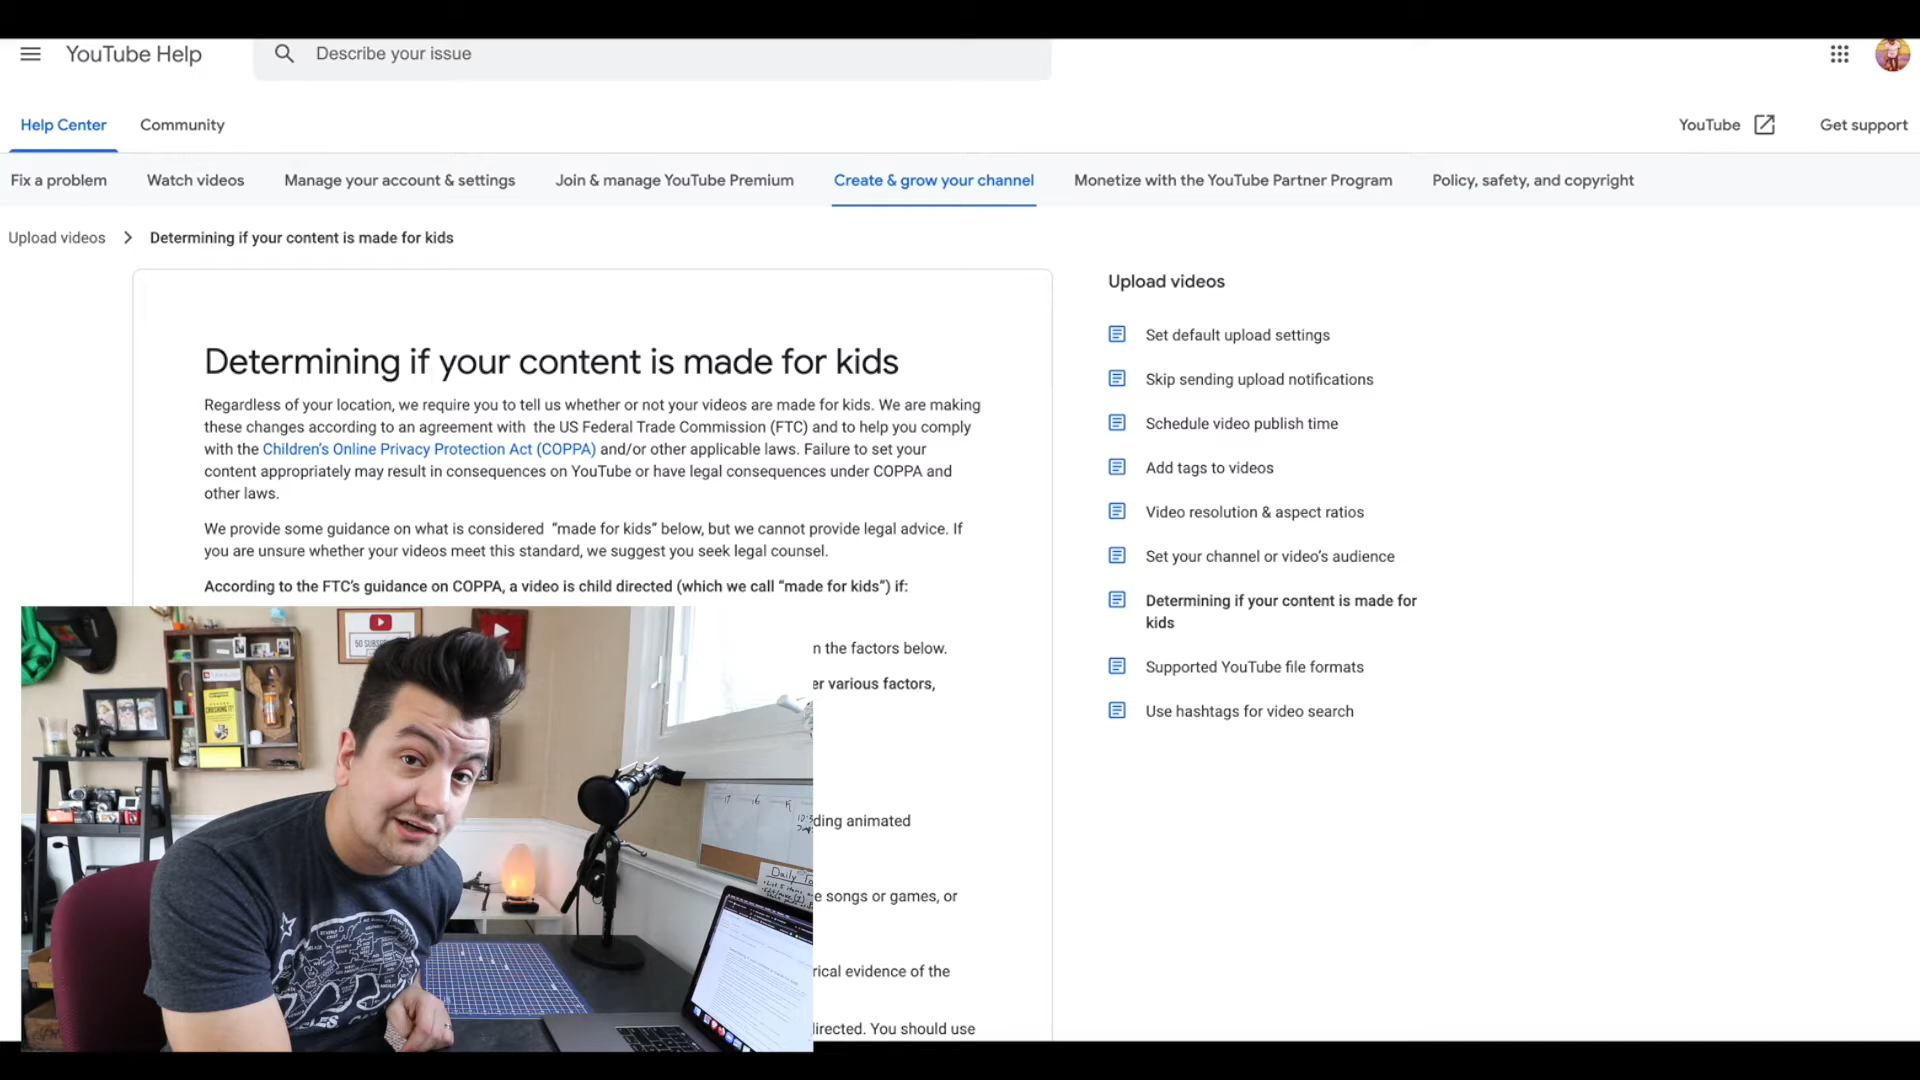 YouTube Help
Describe your issue
Help Center
Community
YouTube
Get support
Fix a problem
Watch videos
Manage your account & settings
Join & manage YouTube Premium
Create & grow your channel
Monetize with the YouTube Partner Program
Policy, safety, and copyright
Upload videos
Determining if your content is made for kids
Determining if your content is made for kids
Regardless of your location, we require you to tell us whether or not your videos are made for kids. We are making
these changes according to an agreement with the US Federal Trade Commission (FTC) and to help you comply
with the Children's Online Privacy Protection Act (COPPA) and/or other applicable laws. Failure to set your
content appropriately may result in consequences on YouTube or have legal consequences under COPPA and
other laws.
We provide some guidance on what is considered "made for kids" below, but we cannot provide legal advice. If
you are unsure whether your videos meet this standard, we suggest you seek legal counsel.
According to the FTC's guidance on COPPA, a video is child directed (which we call "made for kids") if:
n the factors below.
er various factors,
ding animated
e songs or games, or
rical evidence of the
directed. You should use
Upload videos
Set default upload settings
Skip sending upload notifications
Schedule video publish time
Add tags to videos
Video resolution & aspect ratios
Set your channel or video's audience
Determining if your content is made for
kids
Supported YouTube file formats
Use hashtags for video search
50
CRUSHING IT!
Daily